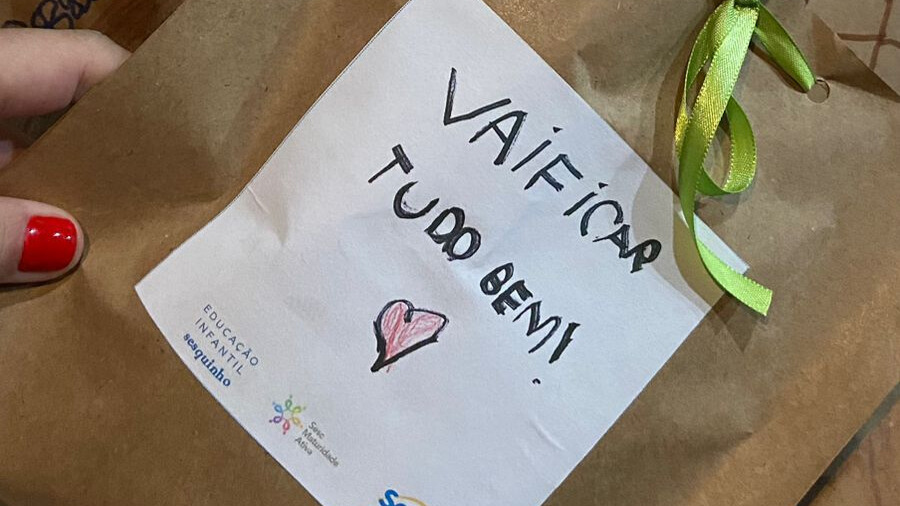 VAI FICAR
TUDO BEM!
EDUCAÇÃO
INFANTIL
sesquinho
Sesc
Maturidade
Ativa